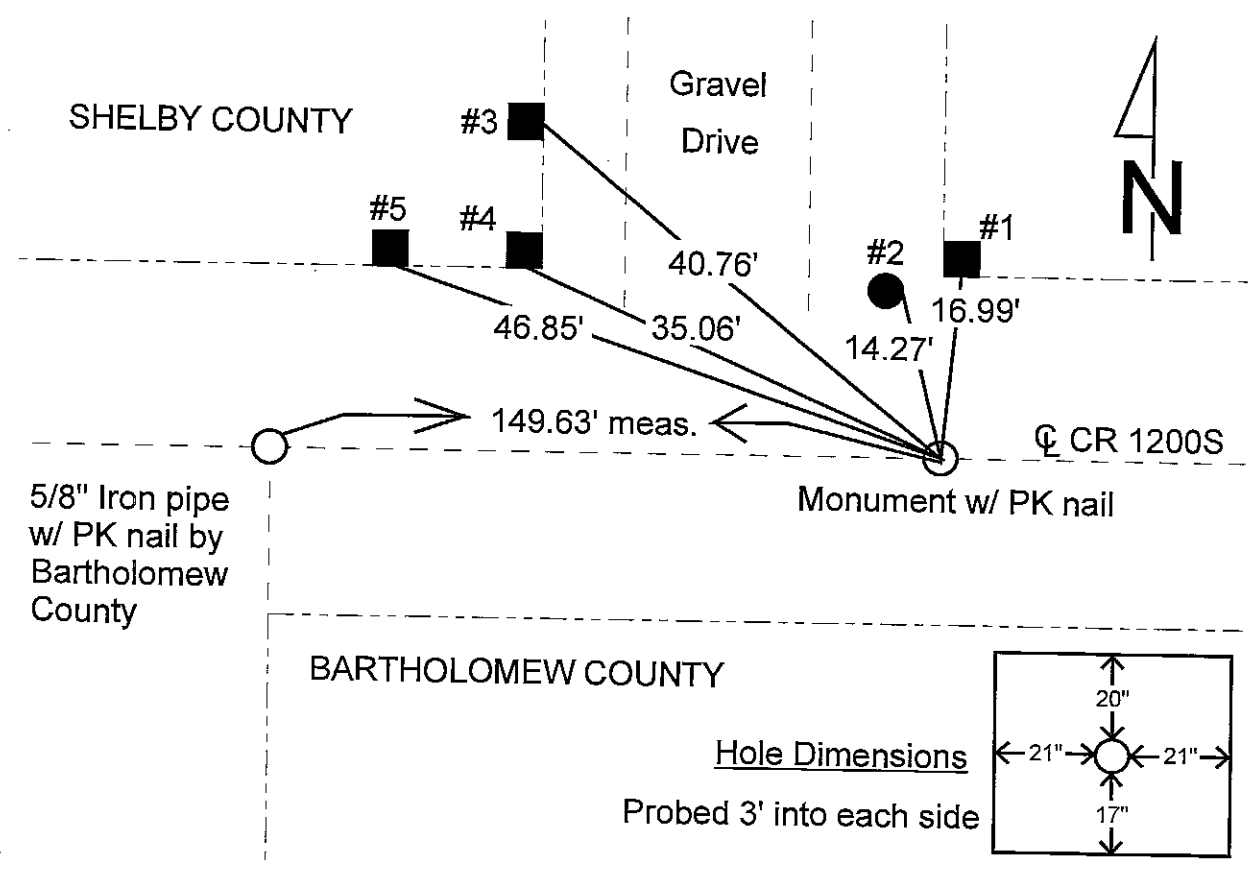 SHELBY COUNTY
Gravel
Drive
#3
#5
#4
#2
#1
N
40.76'
46.85'
35.06'
14.27'
16.99'
149.63' meas.
℄ CR 1200S
5/8" Iron pipe
w/ PK nail by
Bartholomew
County
Monument w/ PK nail
BARTHOLOMEW COUNTY
Hole Dimensions
Probed 3' into each side
20"
21"
21"
17"